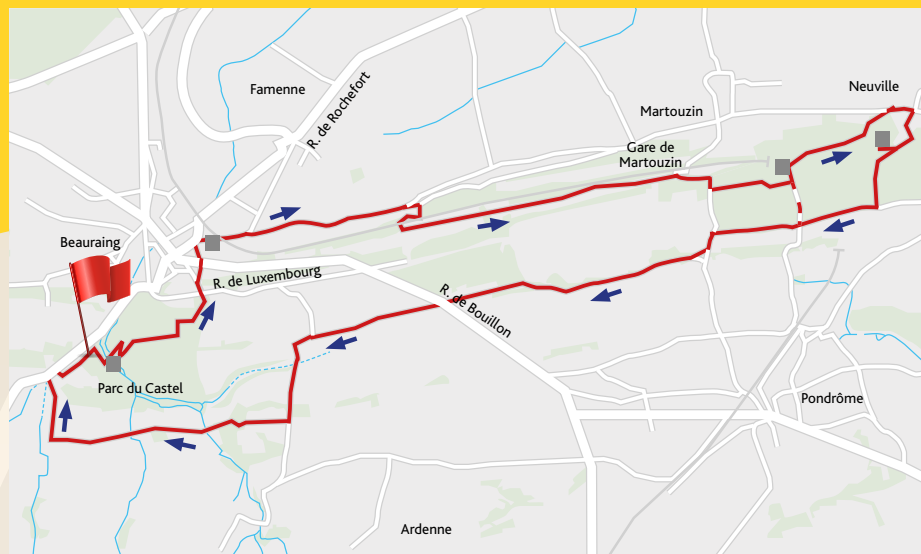 Neuville
Famenne
R. de Rochefort
Martouzin
Gare de
Martouzin
Beauraing
R. de Luxembourg
R. de Bouillon
Parc du Castel
Pondrôme
Ardenne